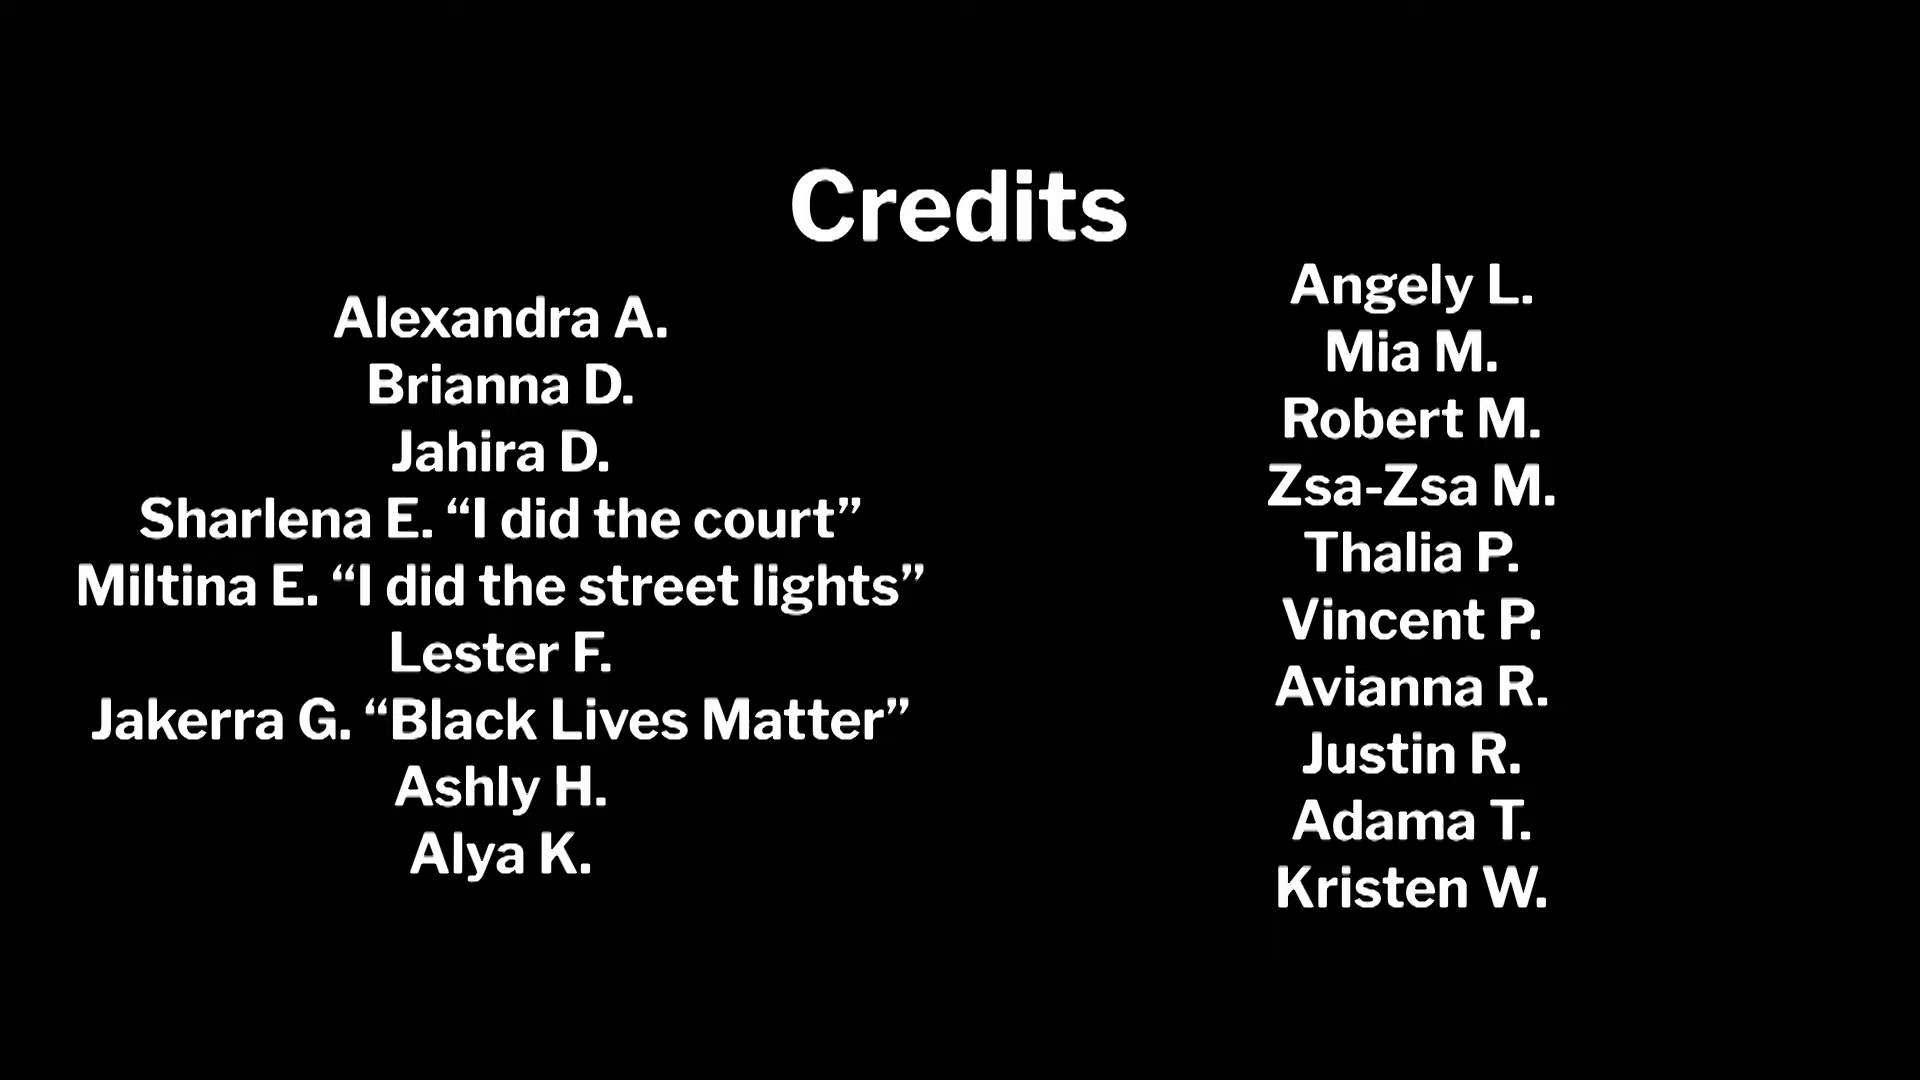 Credits
Alexandra A.
Brianna D.
Jahira D.
Sharlena E. “I did the court”
Miltina E. “I did the street lights”
Lester F.
Jakerra G. “Black Lives Matter”
Ashly H.
Alya K.
Angely L.
Mia M.
Robert M.
Zsa-Zsa M.
Thalia P.
Vincent P.
Avianna R.
Justin R.
Adama T.
Kristen W.